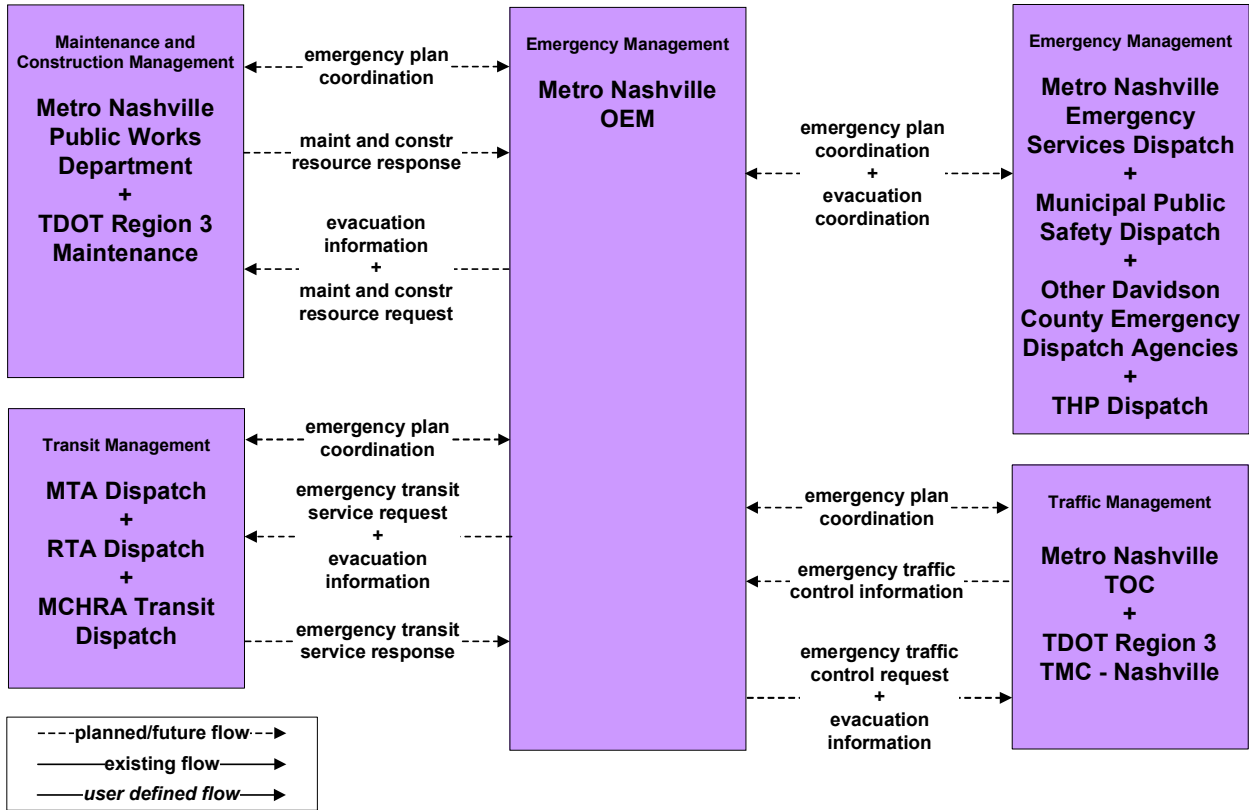 Maintenance and
Construction Management
Metro Nashville
Public Works
Department
+
TDOT Region 3
Maintenance
emergency plan
coordination
maint and constr
resource response
evacuation
information
+
maint and constr
resource request
Emergency Management
Metro Nashville
OEM
emergency plan
coordination
+
evacuation
coordination
Emergency Management
Metro Nashville
Emergency
Services Dispatch
+
Municipal Public
Safety Dispatch
+
Other Davidson
County Emergency
Dispatch Agencies
+
THP Dispatch
Transit Management
MTA Dispatch
+
RTA Dispatch
+
MCHRA Transit
Dispatch
emergency plan
coordination
emergency transit
service request
+
evacuation
information
emergency transit
service response
emergency plan
coordination
emergency traffic
control information
emergency traffic
control request
+
evacuation
information
Traffic Management
Metro Nashville
TOC
+
TDOT Region 3
TMC - Nashville
planned/future flow
existing flow
user defined flow